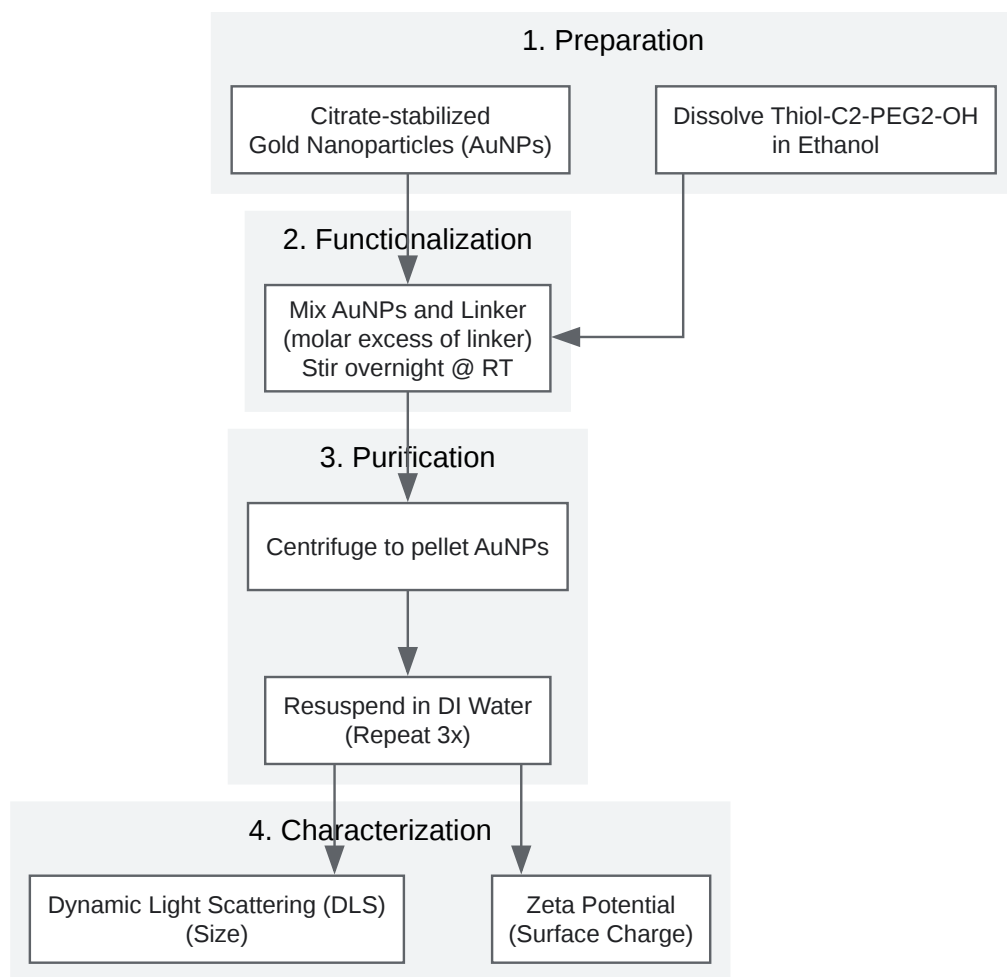 1. Preparation
Citrate-stabilized
Gold Nanoparticles (AuNPs)
Dissolve Thiol-C2-PEG2-OH
in Ethanol
2. Functionalization
Mix AuNPs and Linker
(molar excess of linker)
Stir overnight @ RT
3. Purification
Centrifuge to pellet AuNPs
Resuspend in DI Water
(Repeat 3x)
4. Characterization
Dynamic Light Scattering (DLS)
(Size)
Zeta Potential
(Surface Charge)